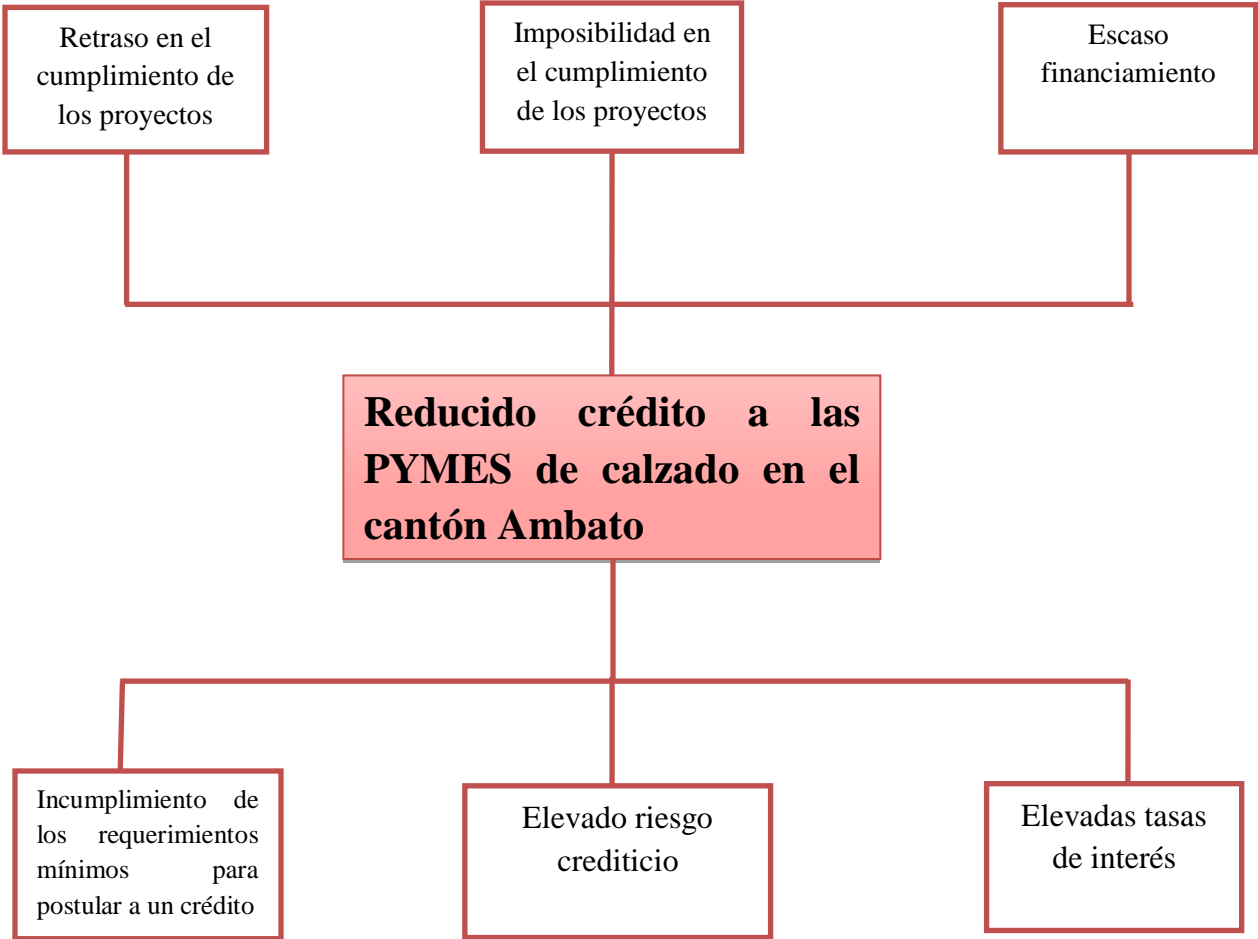 Retraso en el
cumplimiento de
los proyectos
Imposibilidad en
el cumplimiento
de los proyectos
Escaso
financiamiento
Reducido crédito a las
PYMES de calzado en el
cantón Ambato
Incumplimiento de
los requerimientos
mínimos para
postular a un crédito
Elevado riesgo
crediticio
Elevadas tasas
de interés